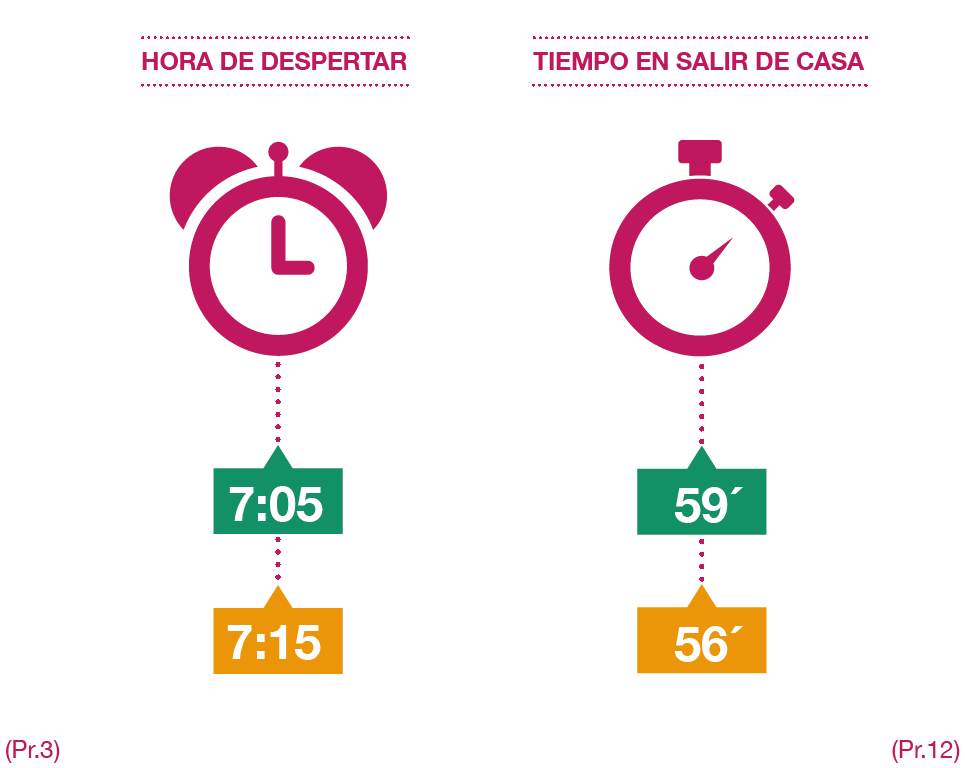 HORA DE DESPERTAR
TIEMPO EN SALIR DE CASA
7:05
59´
7:15
56´
(Pr.3)
(Pr.12)